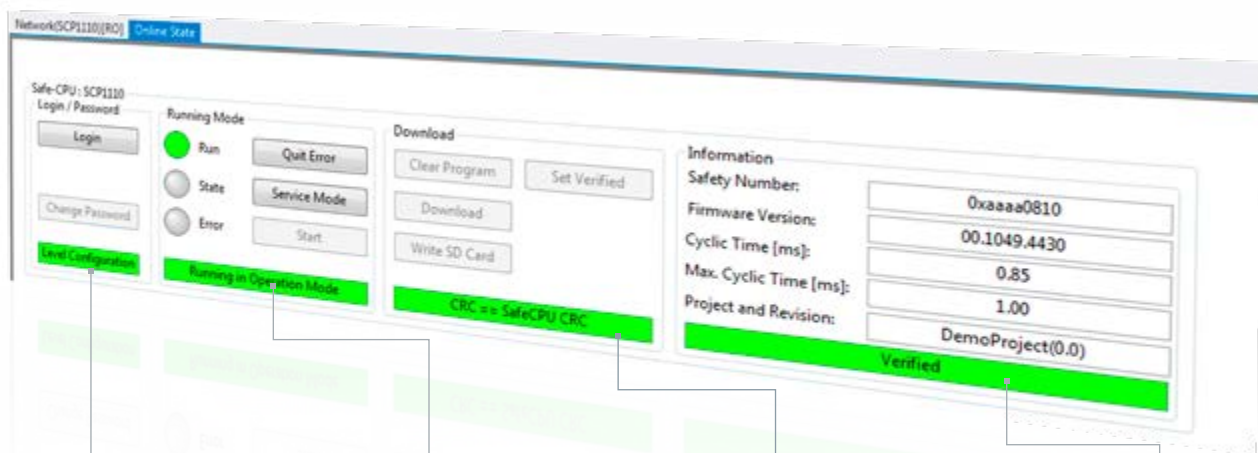 Network(SCP1110)[RO] Online State
Safe-CPU : SCP1110
Login / Password
Login
Change Password
Level Configuration
Running Mode
Run
Quit Error
State
Service Mode
Error
Start
Running in Operation Mode
Download
Clear Program
Set Verified
Download
Write SD Card
CRC == SafeCPU CRC
Information
Safety Number: 0xaaaa0810
Firmware Version: 00.1049.4430
Cyclic Time [ms]: 0.85
Max. Cyclic Time [ms]: 1.00
Project and Revision: DemoProject(0.0)
Verified